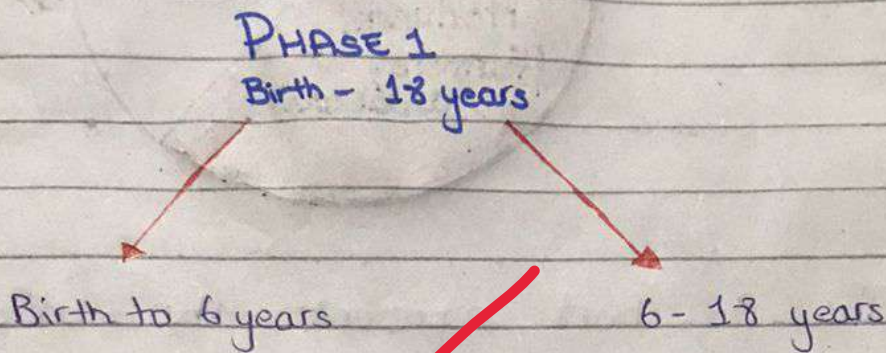 PHASE 1
Birth - 18 years
Birth to 6 years
6 - 18 years